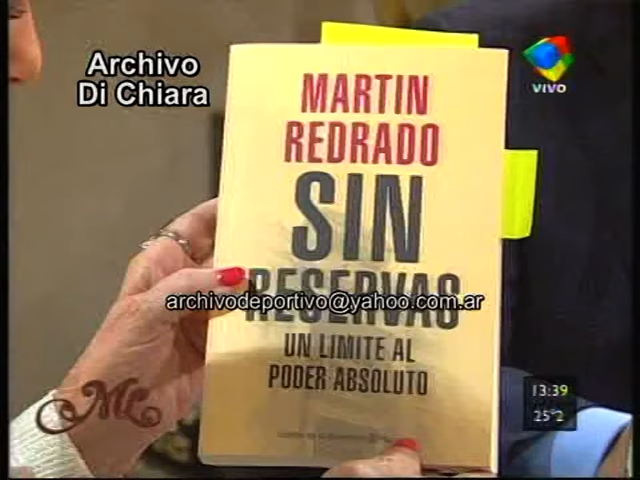 Archivo
Di Chiara
VIVO
MARTIN
REDRADO
SIN
RESERVAS
archivodeportivo@yahoo.com.ar
UN LIMITE AL
PODER ABSOLUTO
ML
13:39
25°2